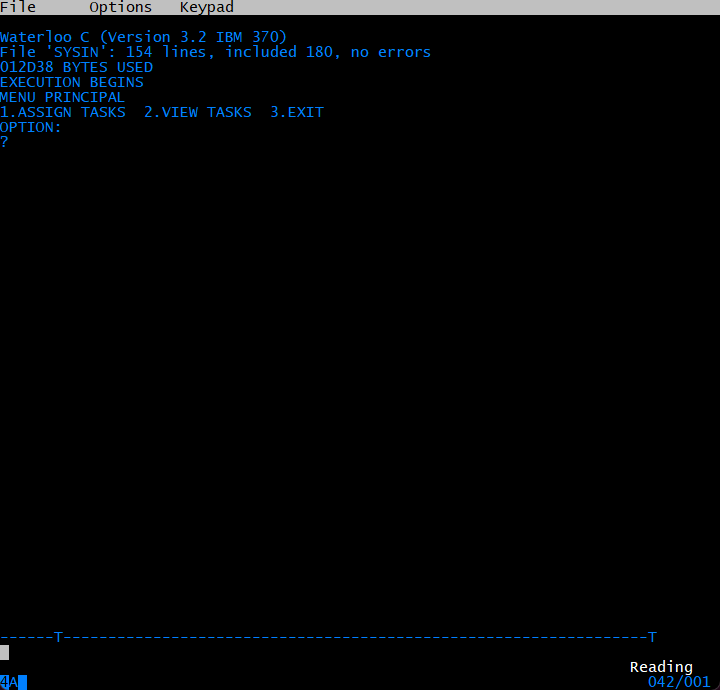 File Options Keypad
Waterloo C (Version 3.2 IBM 370)
File 'SYSIN': 154 lines, included 180, no errors
012D38 BYTES USED
EXECUTION BEGINS
MENU PRINCIPAL
1.ASSIGN TASKS 2.VIEW TASKS 3.EXIT
OPTION:
?
------T-----------------------------------------------------------------T
Reading
4A 042/001